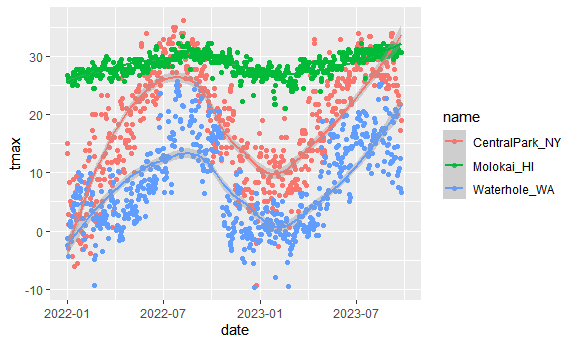 30
20
10
0
-10
tmax
2022-01 2022-07 2023-01 2023-07
date
name
CentralPark_NY
Molokai_HI
Waterhole_WA